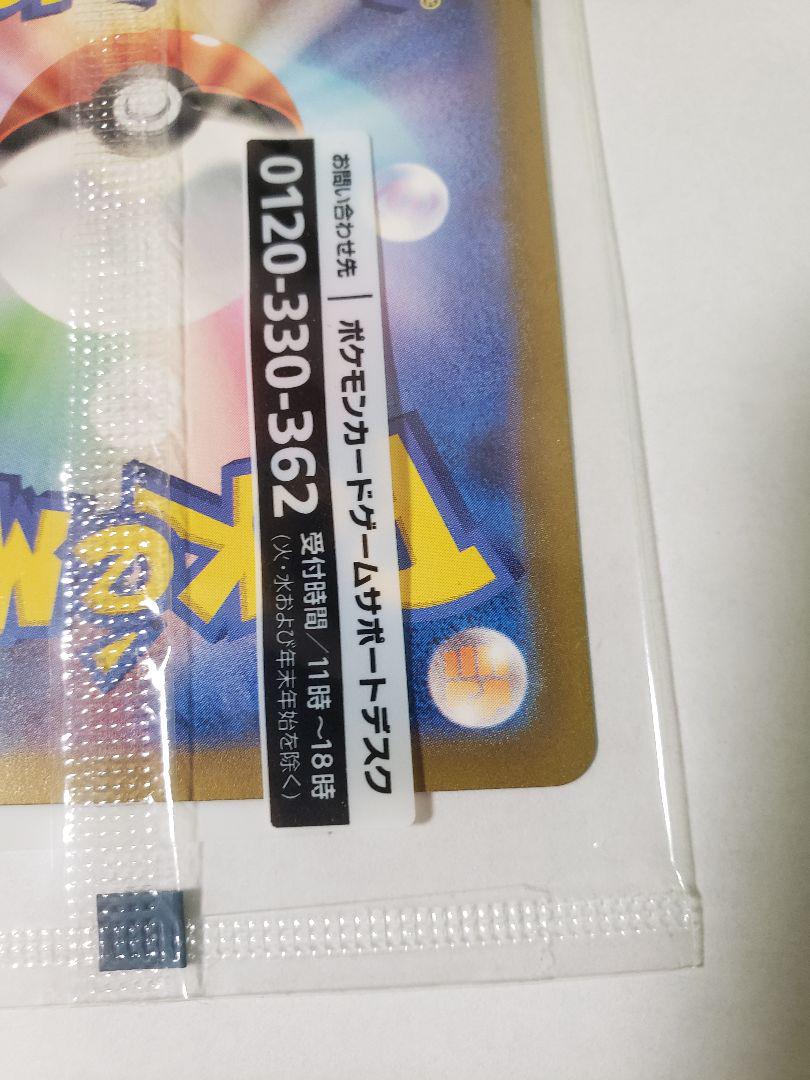 お問い合わせ先｜ポケモンカードゲームサポートデスク
0120-330-362 受付時間/11時~18時
(火・水および年末年始を除く)
®